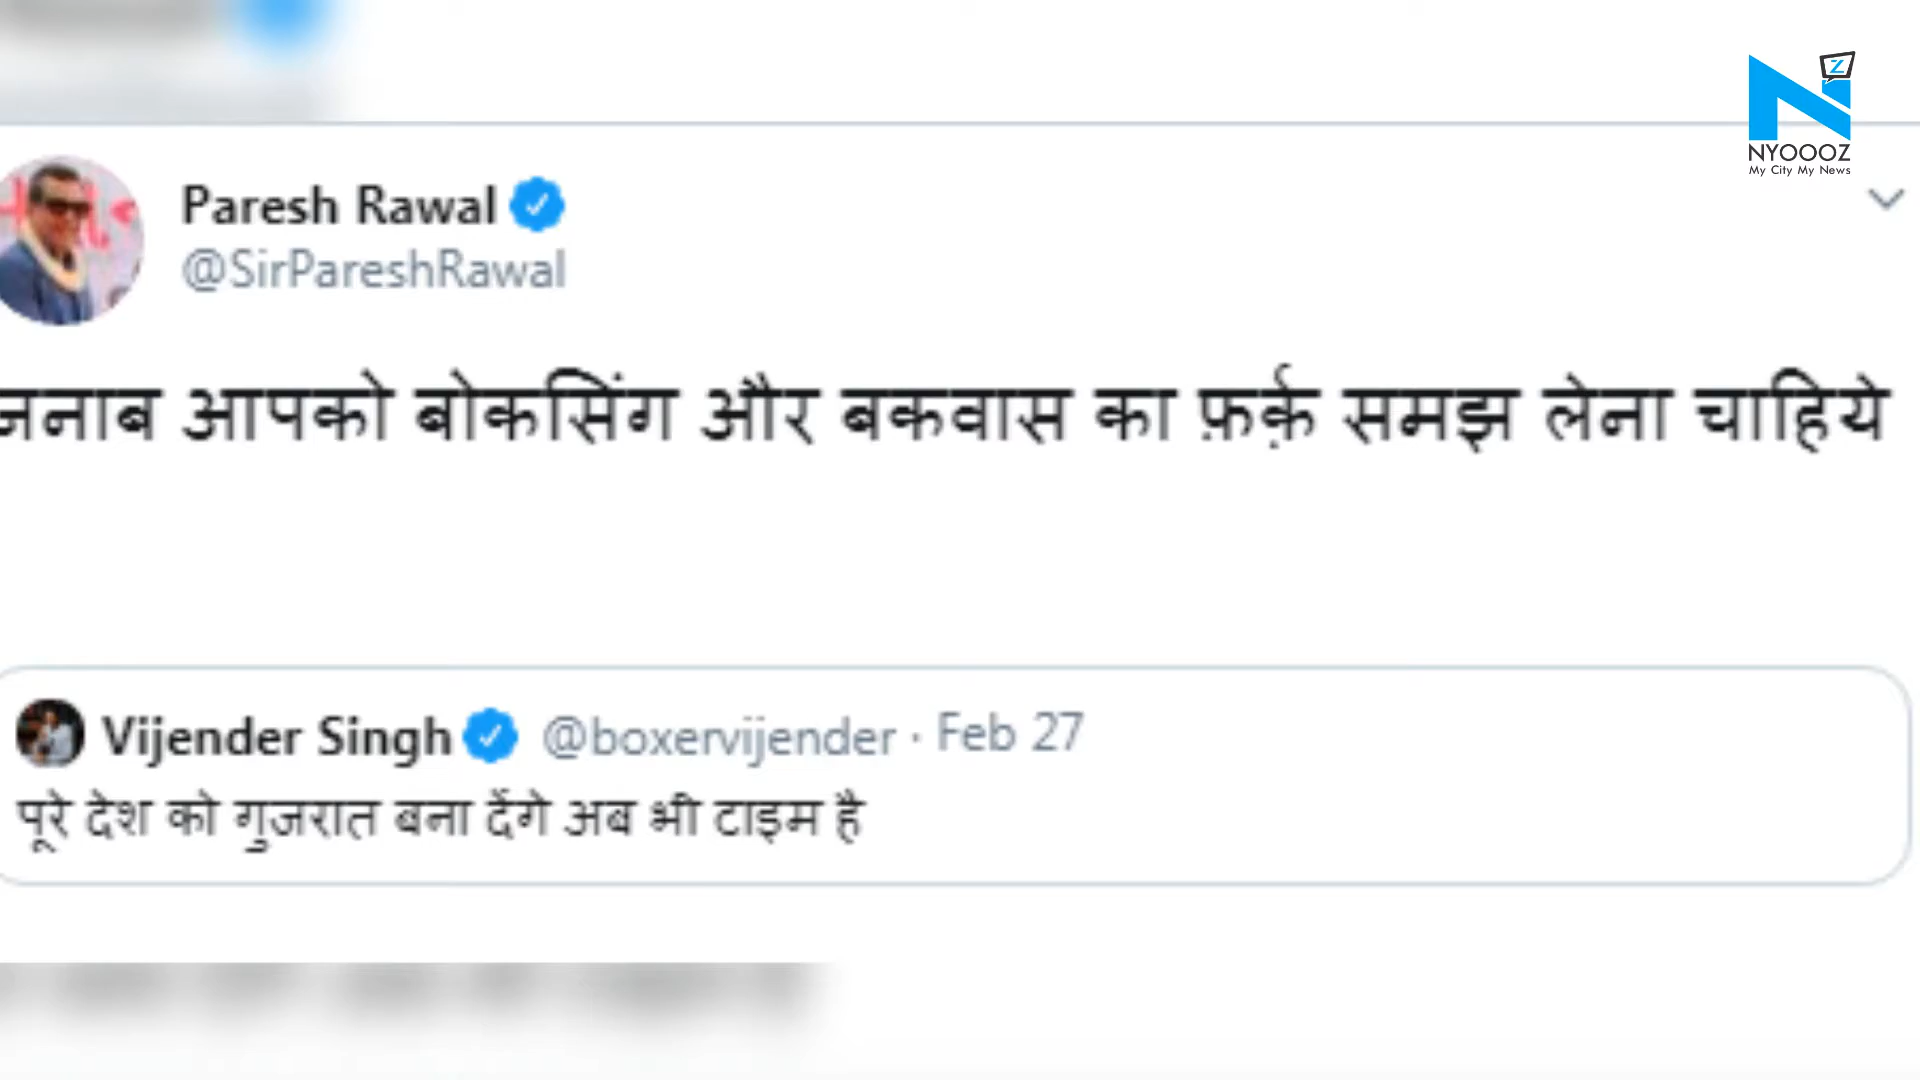 Z
NYOOOZ
My City My News
Paresh Rawal
@SirPareshRawal
जनाब आपको बोकसिंग और बकवास का फ़र्क़ समझ लेना चाहिये
Vijender Singh @boxervijender · Feb 27
पूरे देश को गुजरात बना देंगे अब भी टाइम है